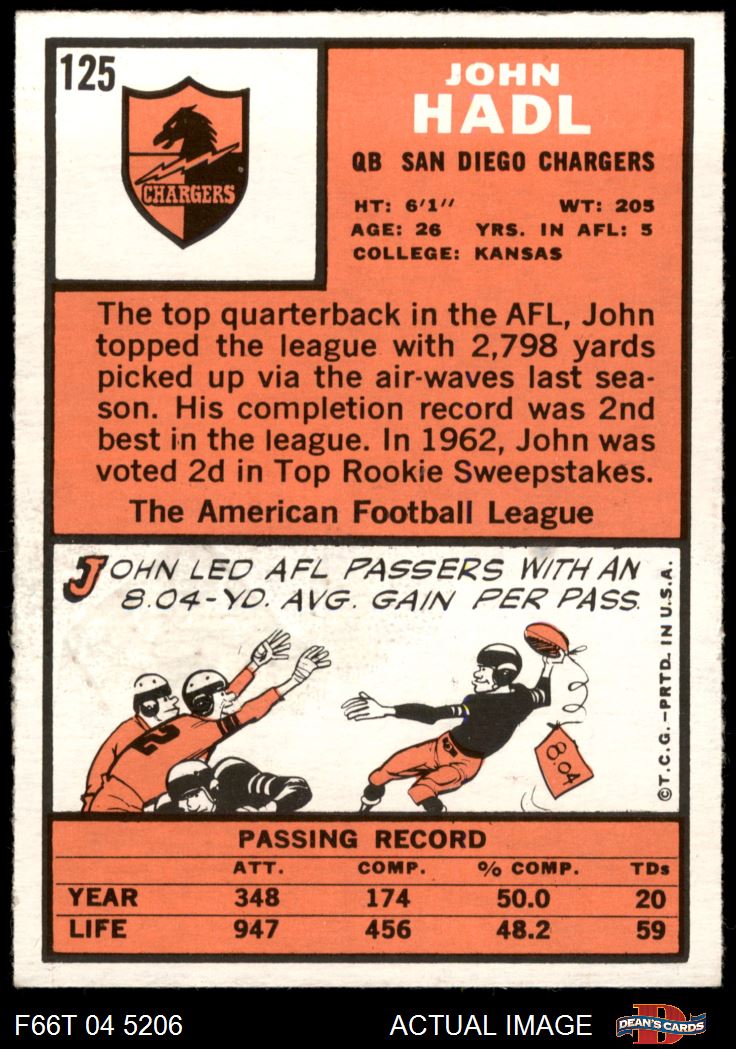 125
CHARGERS
JOHN
HADL
QB SAN DIEGO CHARGERS
HT: 6'1" WT: 205
AGE: 26 YRS. IN AFL: 5
COLLEGE: KANSAS
The top quarterback in the AFL, John
topped the league with 2,798 yards
picked up via the air-waves last sea-
son. His completion record was 2nd
best in the league. In 1962, John was
voted 2d in Top Rookie Sweepstakes.
The American Football League
JOHN LED AFL PASSERS WITH AN
8.04-YD. AVG. GAIN PER PASS.
2
8.04
©T.C.G.-PRTD. IN U.S.A.
PASSING RECORD
ATT. COMP. % COMP. TDs
YEAR 348 174 50.0 20
LIFE 947 456 48.2 59
F66T 04 5206 ACTUAL IMAGE
D
DEAN'S CARDS